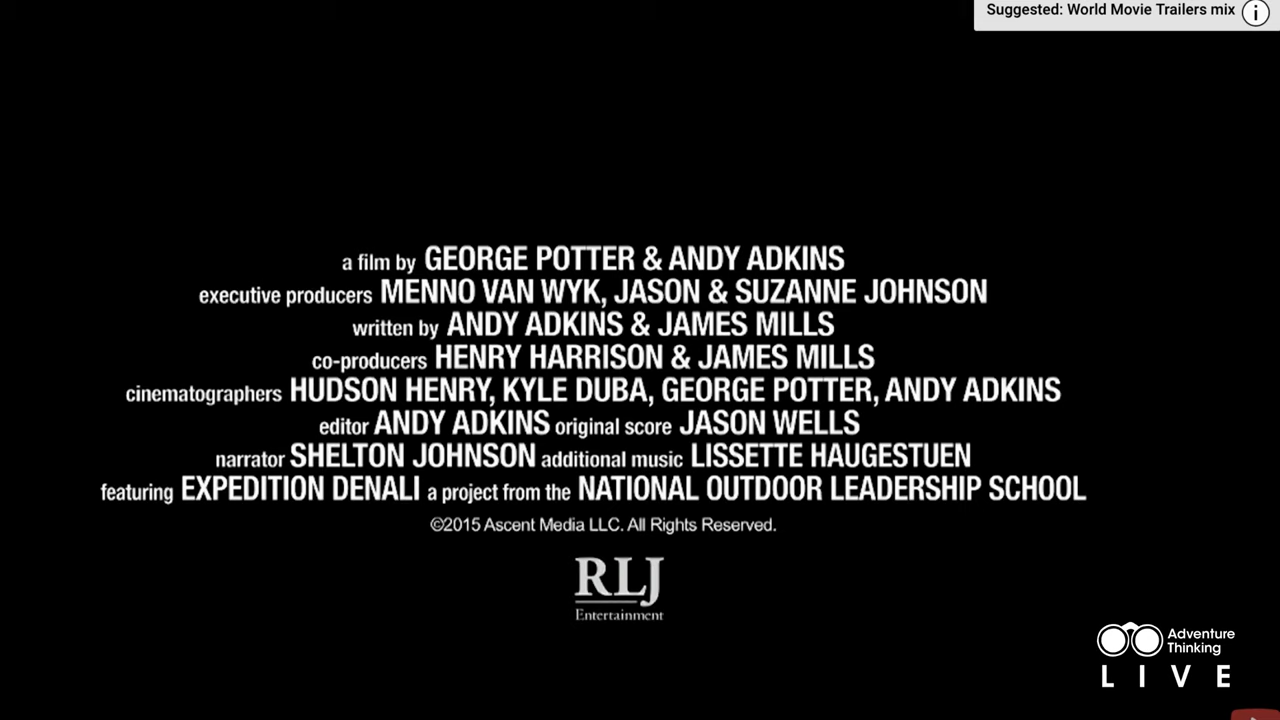 Suggested: World Movie Trailers mix
a film by GEORGE POTTER & ANDY ADKINS
executive producers MENNO VAN WYK, JASON & SUZANNE JOHNSON
written by ANDY ADKINS & JAMES MILLS
co-producers HENRY HARRISON & JAMES MILLS
cinematographers HUDSON HENRY, KYLE DUBA, GEORGE POTTER, ANDY ADKINS
editor ANDY ADKINS original score JASON WELLS
narrator SHELTON JOHNSON additional music LISSETTE HAUGESTUEN
featuring EXPEDITION DENALI a project from the NATIONAL OUTDOOR LEADERSHIP SCHOOL
©2015 Ascent Media LLC. All Rights Reserved.
RLJ
Entertainment
Adventure
Thinking
LIVE